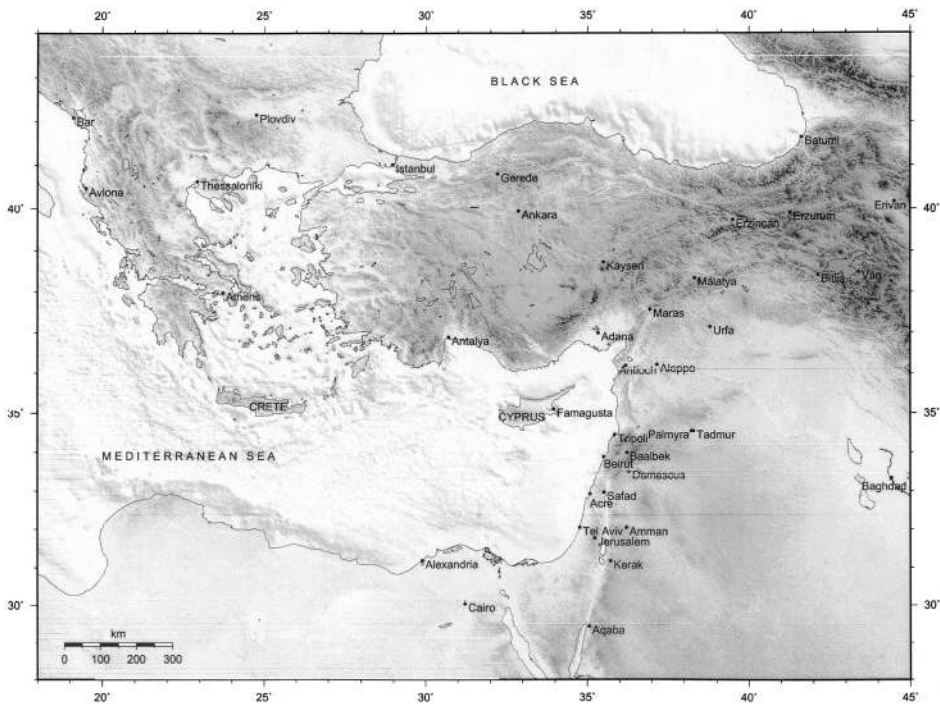 20˚ 25˚ 30˚ 35˚ 40˚ 45˚
BLACK SEA
Bar
Plovdiv
Batumi
Istanbul
Thessaloniki
Gerede
Avlona
Erivan
40˚ 40˚
Ankara
Erzincan
Erzurum
Kayseri
Malatya
Bitlis
Van
Athens
Maras
Urfa
Antalya
Adana
Antioch
Aleppo
CRETE
CYPRUS
Famagusta
35˚ 35˚
Tripoli
Palmyra
Tadmur
MEDITERRANEAN SEA
Baalbek
Beirut
Damascus
Baghdad
Safad
Acre
Tel Aviv
Amman
Jerusalem
Alexandria
Kerak
30˚ 30˚
Cairo
Aqaba
km
0 100 200 300
20˚ 25˚ 30˚ 35˚ 40˚ 45˚